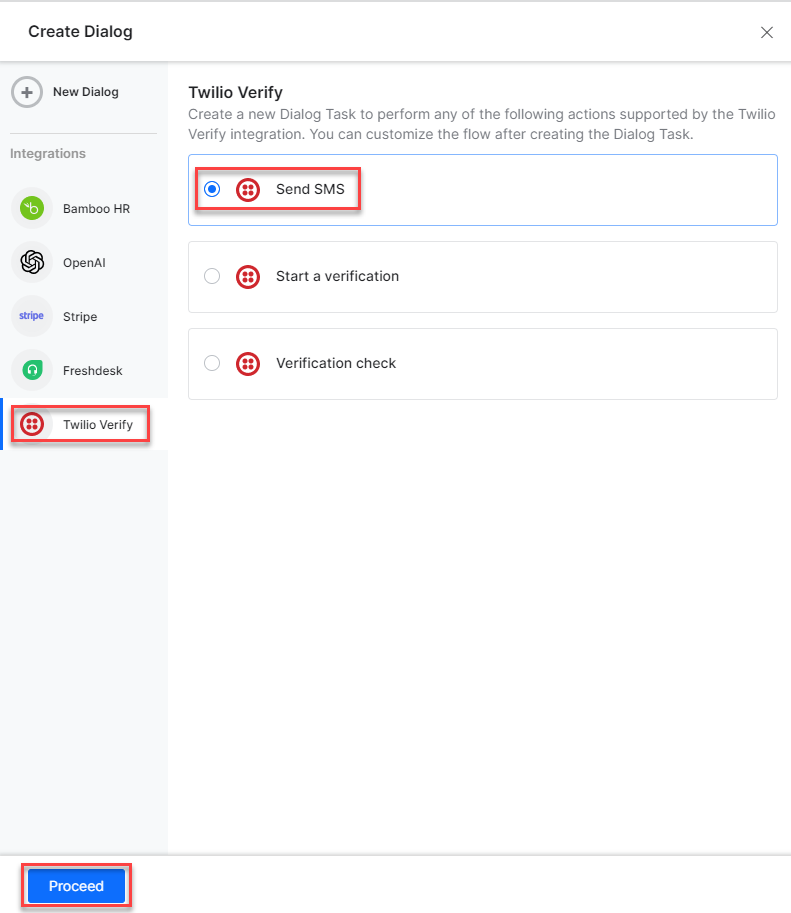 Create Dialog
New Dialog
Integrations
Bamboo HR
OpenAI
stripe
Stripe
Freshdesk
Twilio Verify
Twilio Verify
Create a new Dialog Task to perform any of the following actions supported by the Twilio
Verify integration. You can customize the flow after creating the Dialog Task.
Send SMS
Start a verification
Verification check
Proceed